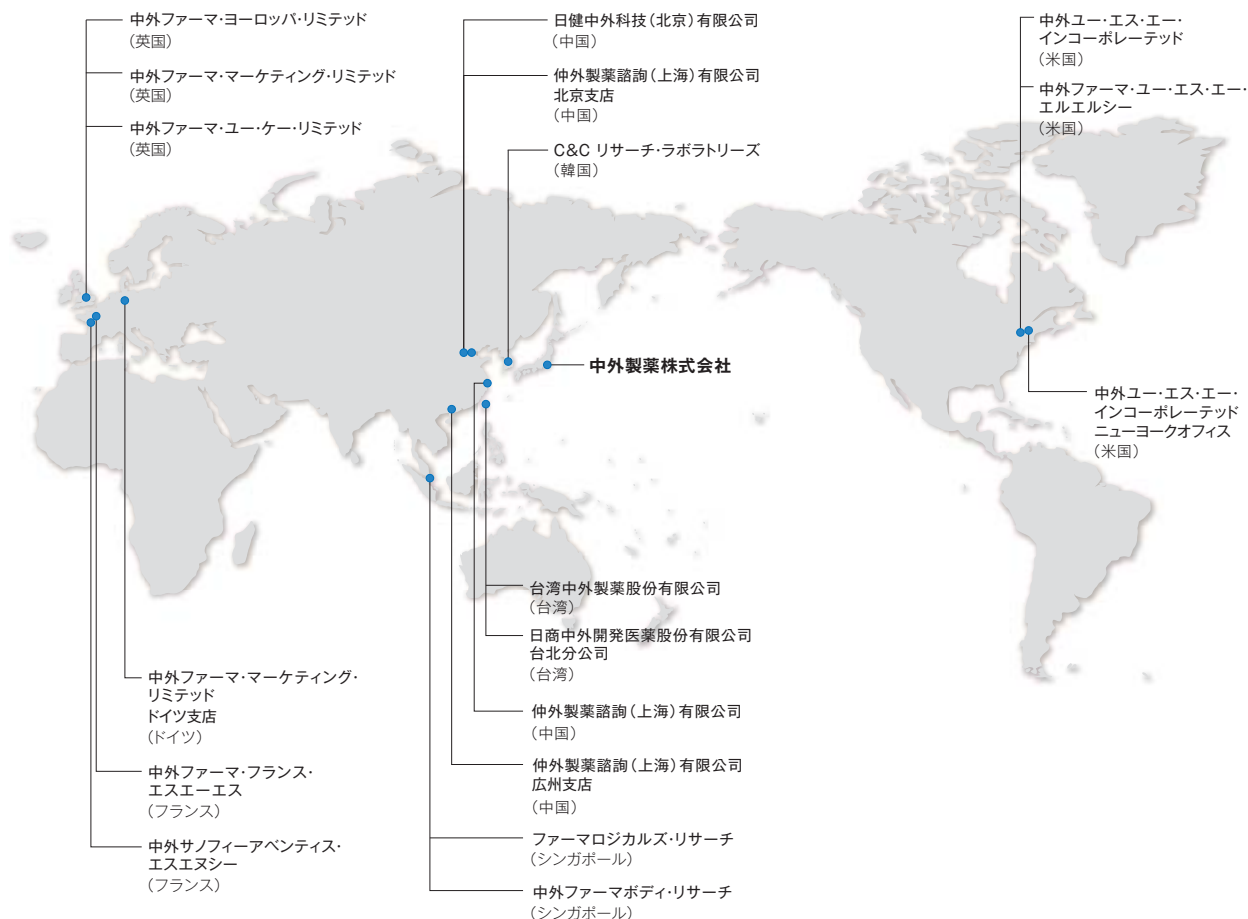 中外ファーマ・ヨーロッパ・リミテッド
(英国)
中外ファーマ・マーケティング・リミテッド
(英国)
中外ファーマ・ユー・ケー・リミテッド
(英国)
日健中外科技(北京)有限公司
(中国)
仲外製薬諮詢(上海)有限公司
北京支店
(中国)
C&C リサーチ・ラボラトリーズ
(韓国)
中外ユー・エス・エー・
インコーポレーテッド
(米国)
中外ファーマ・ユー・エス・エー・
エルエルシー
(米国)
中外製薬株式会社
中外ユー・エス・エー・
インコーポレーテッド
ニューヨークオフィス
(米国)
台湾中外製薬股份有限公司
(台湾)
日商中外開発医薬股份有限公司
台北分公司
(台湾)
仲外製薬諮詢(上海)有限公司
(中国)
仲外製薬諮詢(上海)有限公司
広州支店
(中国)
ファーマロジカルズ・リサーチ
(シンガポール)
中外ファーマボディ・リサーチ
(シンガポール)
中外ファーマ・マーケティング・
リミテッド
ドイツ支店
(ドイツ)
中外ファーマ・フランス・
エスエーエス
(フランス)
中外サノフィーアベンティス・
エスエヌシー
(フランス)